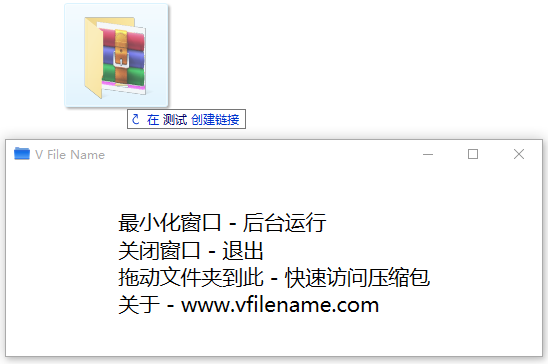 在 测试 创建链接
V File Name
最小化窗口 - 后台运行
关闭窗口 - 退出
拖动文件夹到此 - 快速访问压缩包
关于 - www.vfilename.com